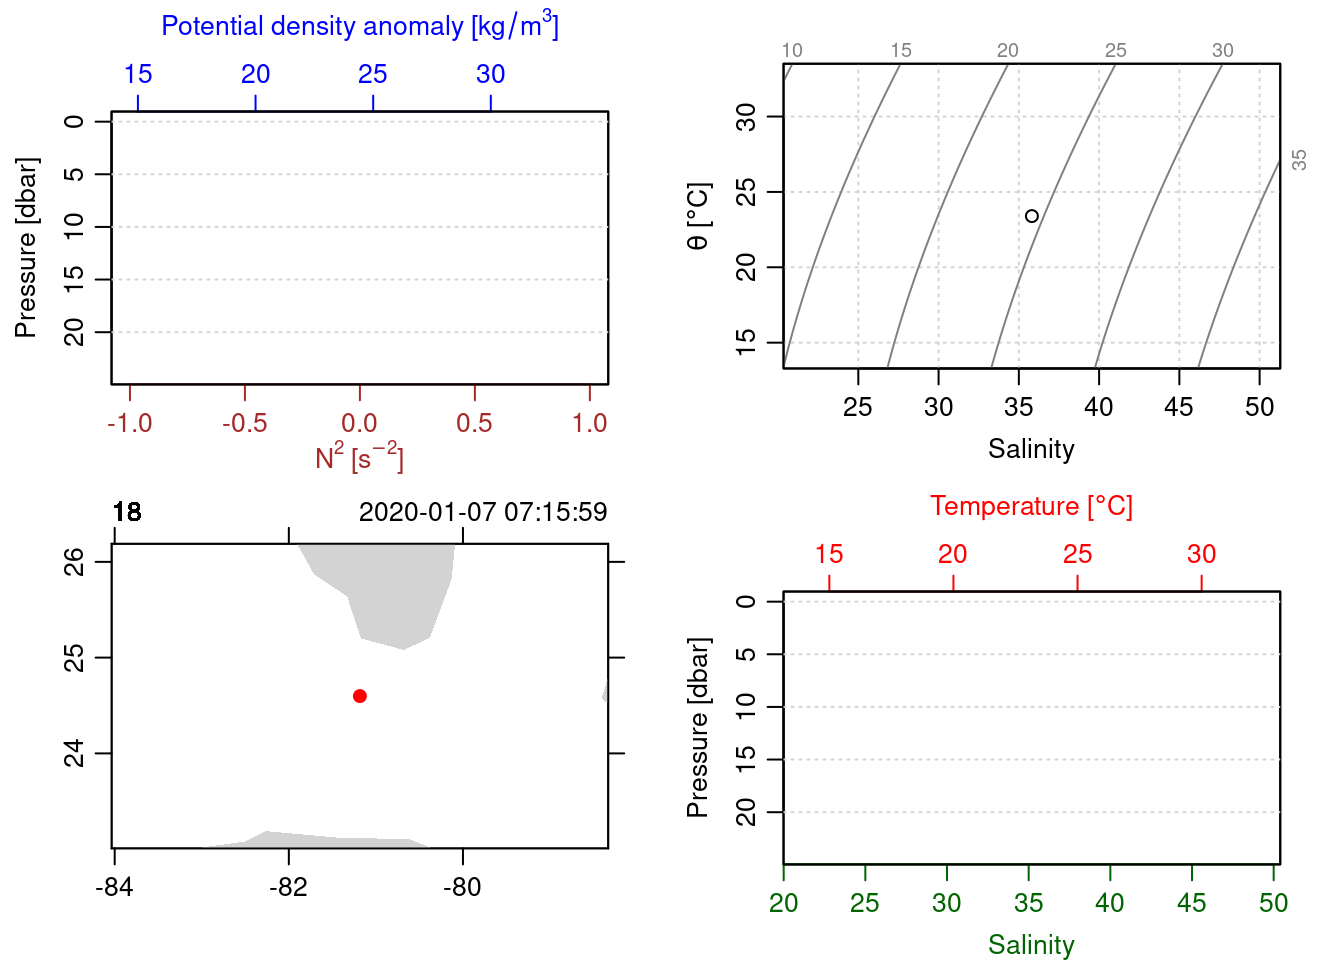 Potential density anomaly [kg/m³]
15 20 25 30
0
5
10
15
20
Pressure [dbar]
-1.0 -0.5 0.0 0.5 1.0
N² [s⁻²]
10 15 20 25 30
35
30
25
20
15
θ [°C]
25 30 35 40 45 50
Salinity
18 2020-01-07 07:15:59
26
25
24
-84 -82 -80
Temperature [°C]
15 20 25 30
0
5
10
15
20
Pressure [dbar]
20 25 30 35 40 45 50
Salinity